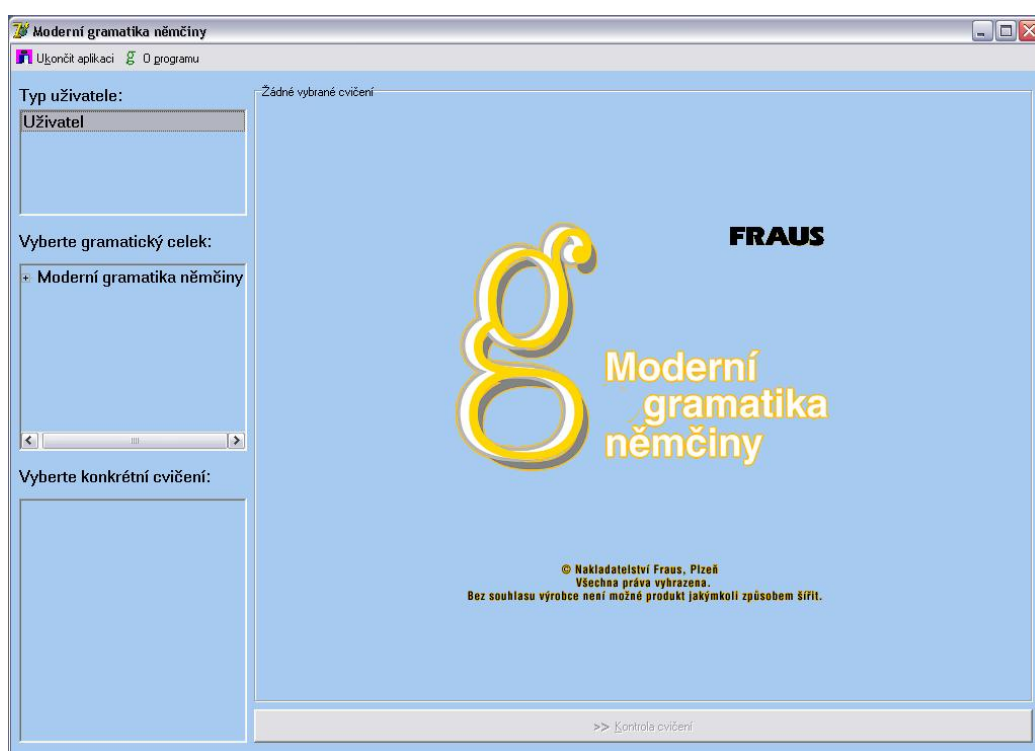 Moderní gramatika němčiny
Ukončit aplikaci g O programu
Typ uživatele:
Uživatel
Vyberte gramatický celek:
Moderní gramatika němčiny
Vyberte konkrétní cvičení:
Žádné vybrané cvičení
FRAUS
g
Moderní
gramatika
němčiny
© Nakladatelství Fraus, Plzeň
Všechna práva vyhrazena.
Bez souhlasu výrobce není možné produkt jakýmkoli způsobem šířit.
>> Kontrola cvičení